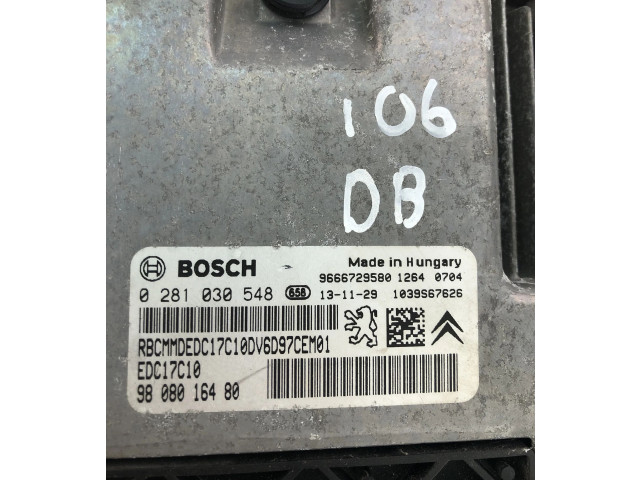 106
DB
BOSCH
Made in Hungary
9666729580 1264 0704
0 281 030 548 658 13-11-29 1039S67626
RBCMMDEDC17C10DV6D97CEM01
EDC17C10
98 080 164 80